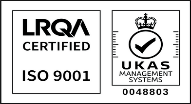 LRQA
CERTIFIED
ISO 9001
UKAS
MANAGEMENT
SYSTEMS
0048803